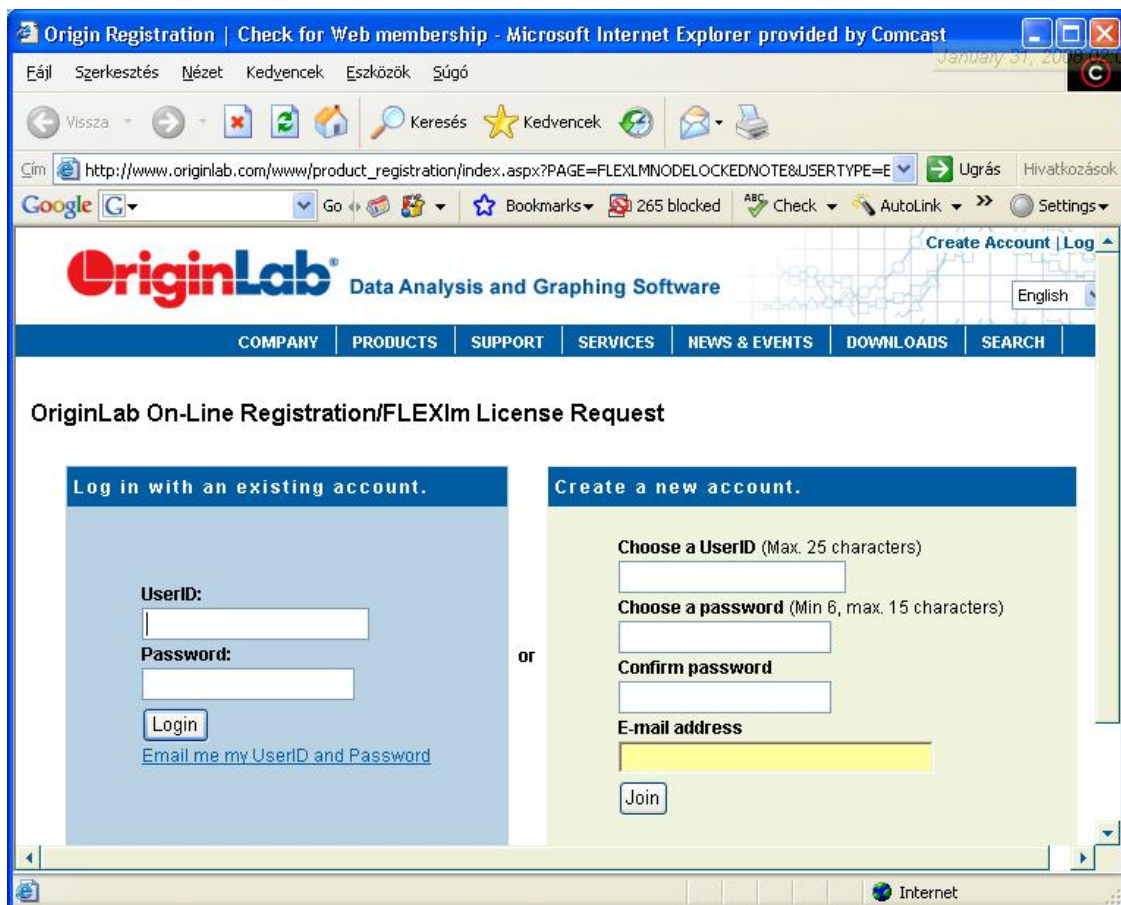 Origin Registration | Check for Web membership - Microsoft Internet Explorer provided by Comcast
January 31, 2008
Fájl Szerkesztés Nézet Kedvencek Eszközök Súgó
Vissza Keresés Kedvencek
Cím http://www.originlab.com/www/product_registration/index.aspx?PAGE=FLEXLMNODELOCKEDNOTE&USERTYPE=E Ugrás Hivatkozások
Google G Go Bookmarks 265 blocked ABC Check AutoLink » Settings
Create Account | Log
OriginLab® Data Analysis and Graphing Software
English
COMPANY PRODUCTS SUPPORT SERVICES NEWS & EVENTS DOWNLOADS SEARCH
OriginLab On-Line Registration/FLEXlm License Request
Log in with an existing account.
UserID:
Password:
Login
Email me my UserID and Password
or
Create a new account.
Choose a UserID (Max. 25 characters)
Choose a password (Min 6, max. 15 characters)
Confirm password
E-mail address
Join
Internet